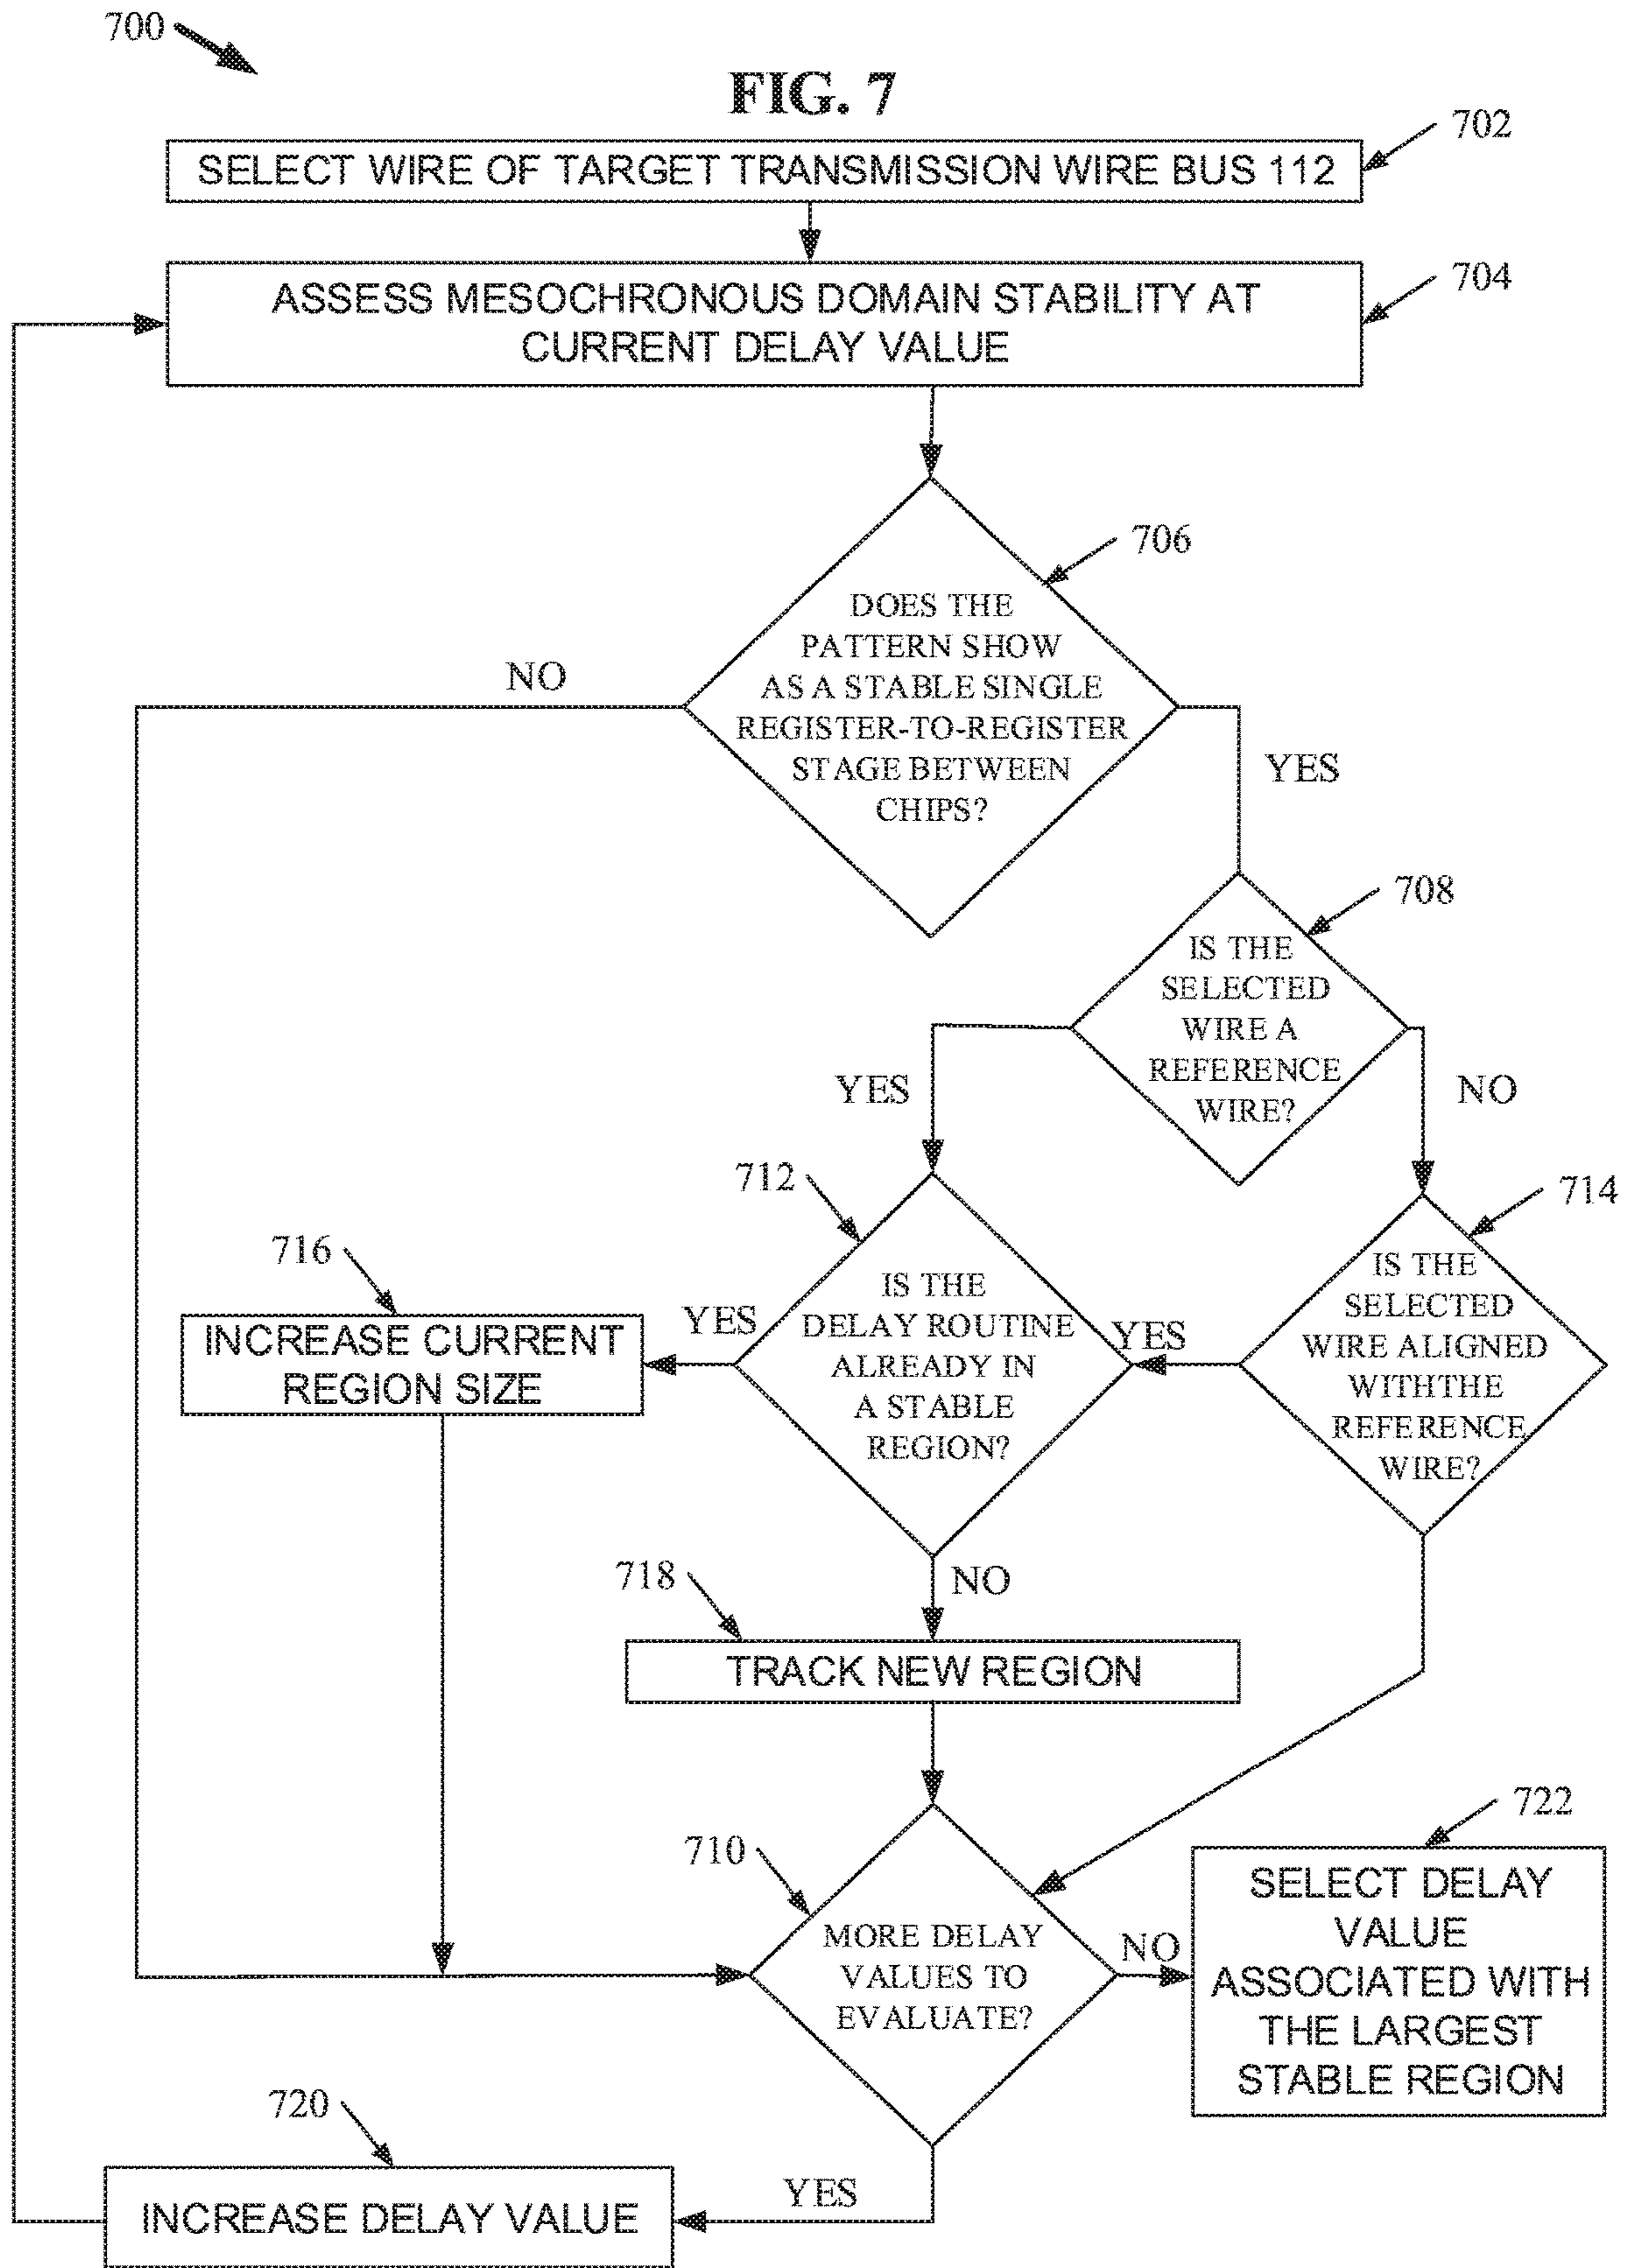 700
FIG. 7
702
SELECT WIRE OF TARGET TRANSMISSION WIRE BUS 112
704
ASSESS MESOCHRONOUS DOMAIN STABILITY AT
CURRENT DELAY VALUE
706
DOES THE
PATTERN SHOW
AS A STABLE SINGLE
REGISTER-TO-REGISTER
STAGE BETWEEN
CHIPS?
NO
YES
708
IS THE
SELECTED
WIRE A
REFERENCE
WIRE?
YES
NO
712
IS THE
DELAY ROUTINE
ALREADY IN
A STABLE
REGION?
714
IS THE
SELECTED
WIRE ALIGNED
WITHTHE
REFERENCE
WIRE?
716
INCREASE CURRENT
REGION SIZE
YES
YES
NO
718
TRACK NEW REGION
710
MORE DELAY
VALUES TO
EVALUATE?
NO
722
SELECT DELAY
VALUE
ASSOCIATED WITH
THE LARGEST
STABLE REGION
720
INCREASE DELAY VALUE
YES